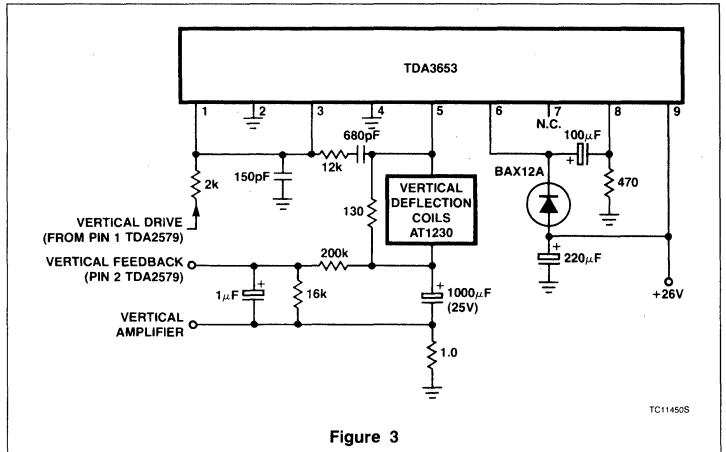 TDA3653
1 2 3 4 5 6 7 8 9
N.C.
680pF
100μF
+
12k
150pF
2k
BAX12A
470
VERTICAL
DEFLECTION
COILS
AT1230
130
VERTICAL DRIVE
(FROM PIN 1 TDA2579)
200k
VERTICAL FEEDBACK
(PIN 2 TDA2579)
+
220μF
+
1μF
16k
+
1000μF
(25V)
+26V
VERTICAL
AMPLIFIER
1.0
TC11450S
Figure 3